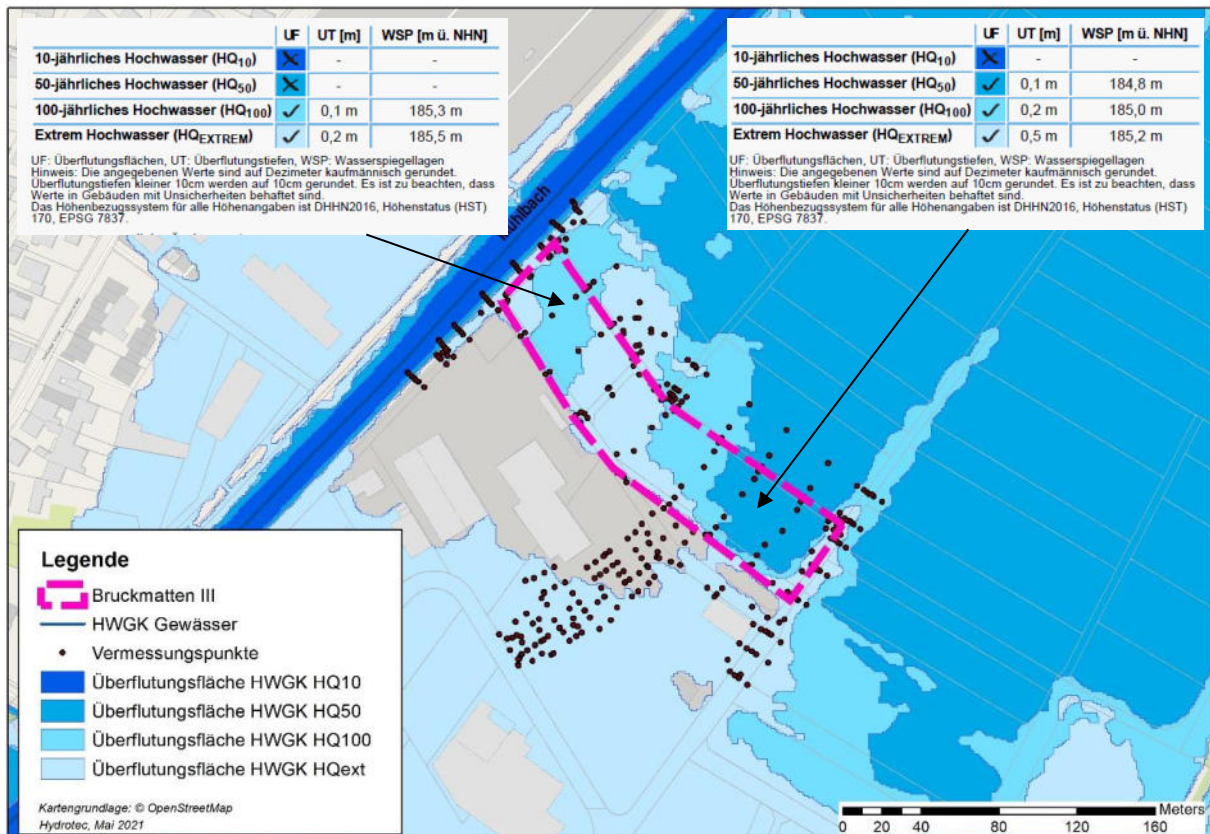 UF UT [m] WSP [m ü. NHN]
10-jährliches Hochwasser (HQ10) - -
50-jährliches Hochwasser (HQ50) - -
100-jährliches Hochwasser (HQ100) ✓ 0,1 m 185,3 m
Extrem Hochwasser (HQEXTREM) ✓ 0,2 m 185,5 m
UF: Überflutungsflächen, UT: Überflutungstiefen, WSP: Wasserspiegellagen
Hinweis: Die angegebenen Werte sind auf Dezimeter kaufmännisch gerundet.
Überflutungstiefen kleiner 10cm werden auf 10cm gerundet. Es ist zu beachten, dass
Werte in Gebäuden mit Unsicherheiten behaftet sind.
Das Höhenbezugssystem für alle Höhenangaben ist DHHN2016, Höhenstatus (HST)
170, EPSG 7837.
UF UT [m] WSP [m ü. NHN]
10-jährliches Hochwasser (HQ10) - -
50-jährliches Hochwasser (HQ50) ✓ 0,1 m 184,8 m
100-jährliches Hochwasser (HQ100) ✓ 0,2 m 185,0 m
Extrem Hochwasser (HQEXTREM) ✓ 0,5 m 185,2 m
UF: Überflutungsflächen, UT: Überflutungstiefen, WSP: Wasserspiegellagen
Hinweis: Die angegebenen Werte sind auf Dezimeter kaufmännisch gerundet.
Überflutungstiefen kleiner 10cm werden auf 10cm gerundet. Es ist zu beachten, dass
Werte in Gebäuden mit Unsicherheiten behaftet sind.
Das Höhenbezugssystem für alle Höhenangaben ist DHHN2016, Höhenstatus (HST)
170, EPSG 7837.
Mühlbach
Legende
Bruckmatten III
HWGK Gewässer
Vermessungspunkte
Überflutungsfläche HWGK HQ10
Überflutungsfläche HWGK HQ50
Überflutungsfläche HWGK HQ100
Überflutungsfläche HWGK HQext
Kartengrundlage: © OpenStreetMap
Hydrotec, Mai 2021
Meters
0 20 40 80 120 160